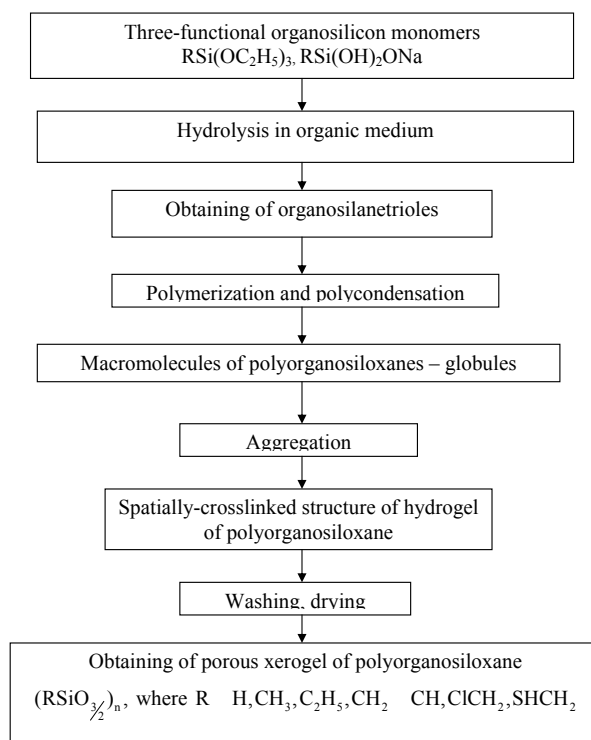 Three-functional organosilicon monomers
RSi(OC₂H₅)₃, RSi(OH)₂ONa
Hydrolysis in organic medium
Obtaining of organosilanetrioles
Polymerization and polycondensation
Macromolecules of polyorganosiloxanes – globules
Aggregation
Spatially-crosslinked structure of hydrogel
of polyorganosiloxane
Washing, drying
Obtaining of porous xerogel of polyorganosiloxane
(RSiO₃/₂)ₙ, where R H,CH₃,C₂H₅,CH₂ CH,ClCH₂,SHCH₂